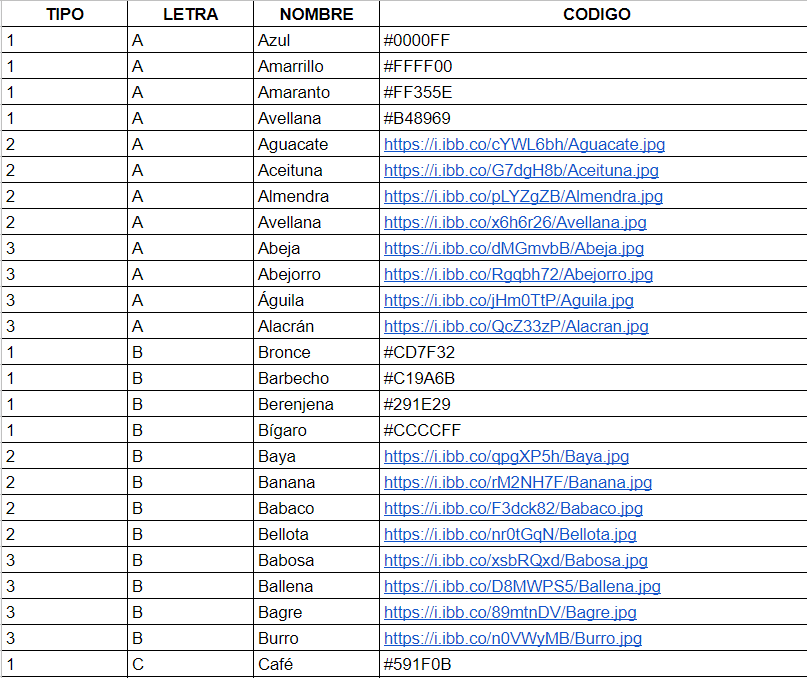 TIPO LETRA NOMBRE CODIGO
1 A Azul #0000FF
1 A Amarrillo #FFFF00
1 A Amaranto #FF355E
1 A Avellana #B48969
2 A Aguacate https://i.ibb.co/cYWL6bh/Aguacate.jpg
2 A Aceituna https://i.ibb.co/G7dgH8b/Aceituna.jpg
2 A Almendra https://i.ibb.co/pLYZgZB/Almendra.jpg
2 A Avellana https://i.ibb.co/x6h6r26/Avellana.jpg
3 A Abeja https://i.ibb.co/dMGmvbB/Abeja.jpg
3 A Abejorro https://i.ibb.co/Rgqbh72/Abejorro.jpg
3 A Águila https://i.ibb.co/jHm0TtP/Aguila.jpg
3 A Alacrán https://i.ibb.co/QcZ33zP/Alacran.jpg
1 B Bronce #CD7F32
1 B Barbecho #C19A6B
1 B Berenjena #291E29
1 B Bígaro #CCCCFF
2 B Baya https://i.ibb.co/qpgXP5h/Baya.jpg
2 B Banana https://i.ibb.co/rM2NH7F/Banana.jpg
2 B Babaco https://i.ibb.co/F3dck82/Babaco.jpg
2 B Bellota https://i.ibb.co/nr0tGqN/Bellota.jpg
3 B Babosa https://i.ibb.co/xsbRQxd/Babosa.jpg
3 B Ballena https://i.ibb.co/D8MWPS5/Ballena.jpg
3 B Bagre https://i.ibb.co/89mtnDV/Bagre.jpg
3 B Burro https://i.ibb.co/n0VWyMB/Burro.jpg
1 C Café #591F0B